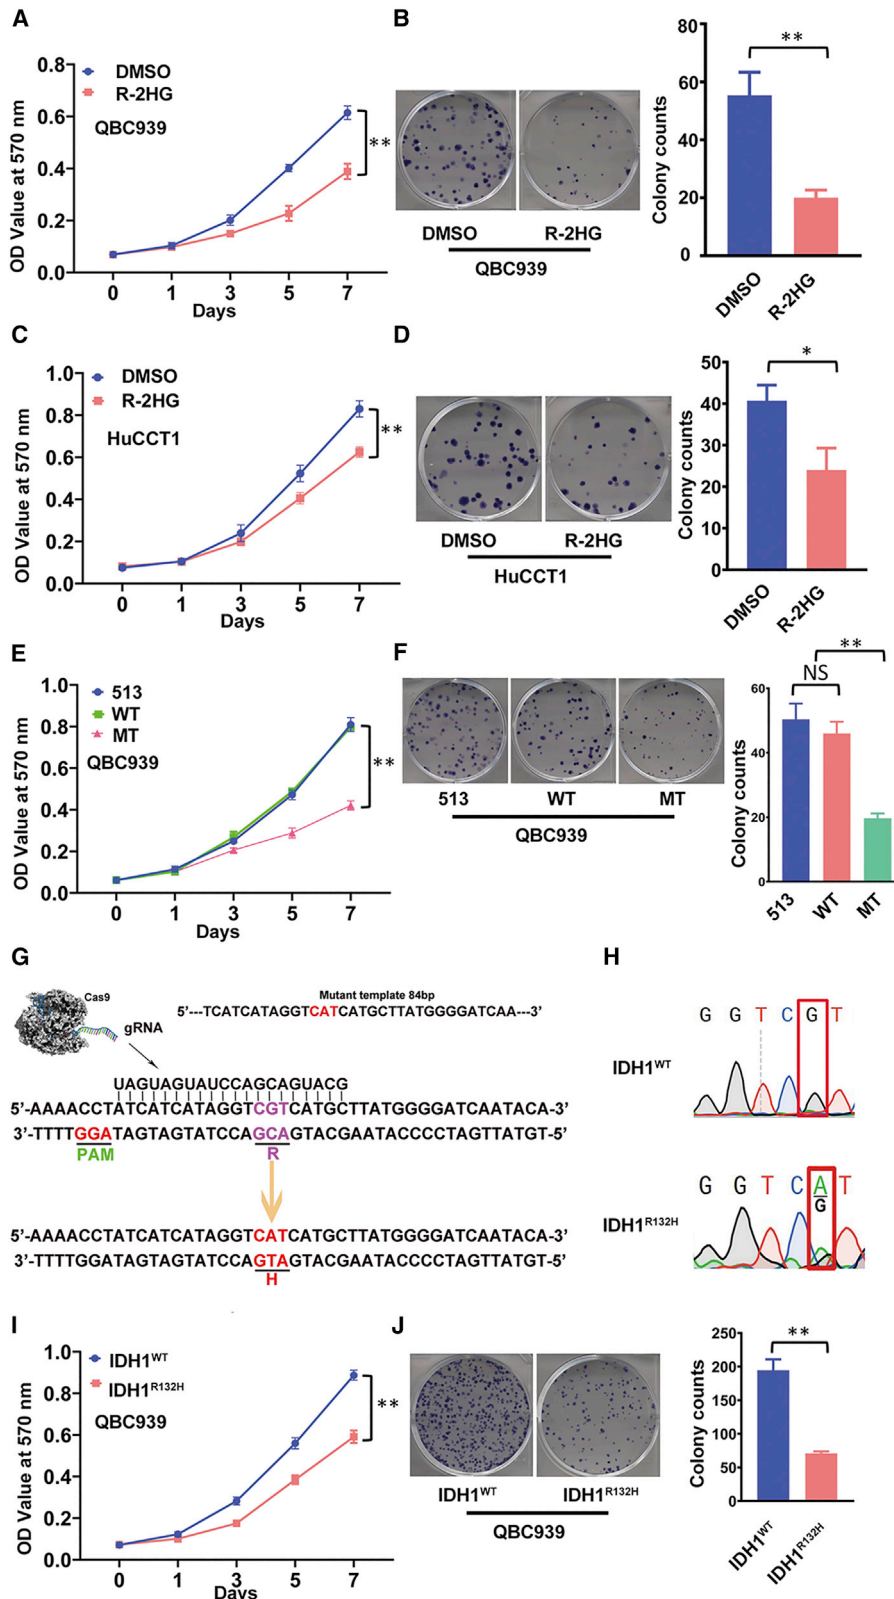 A
0.8
0.6
0.4
0.2
0.0
OD Value at 570 nm
DMSO
R-2HG
QBC939
**
0 1 3 5 7
Days
B
DMSO R-2HG
QBC939
80
60
40
20
0
Colony counts
**
DMSO
R-2HG
C
1.0
0.8
0.6
0.4
0.2
0.0
OD Value at 570 nm
DMSO
R-2HG
HuCCT1
**
0 1 3 5 7
Days
D
DMSO R-2HG
HuCCT1
50
40
30
20
10
0
Colony counts
*
DMSO
R-2HG
E
1.0
0.8
0.6
0.4
0.2
0.0
OD Value at 570 nm
513
WT
MT
QBC939
**
0 1 3 5 7
Days
F
513 WT MT
QBC939
60
40
20
0
Colony counts
NS
**
513
WT
MT
G
Cas9
gRNA
Mutant template 84bp
5'---TCATCATAGGTCATCATGCTTATGGGGATCAA---3'
UAGUAGUAUCCAGCAGUACG
5'-AAAACCTATCATCATAGGTCGTCATGCTTATGGGGATCAATACA-3'
3'-TTTTGGATAGTAGTATCCAGCAGTACGAATACCCCTAGTTATGT-5'
PAM R
5'-AAAACCTATCATCATAGGTCATCATGCTTATGGGGATCAATACA-3'
3'-TTTTGGATAGTAGTATCCAGTAGTACGAATACCCCTAGTTATGT-5'
H
H
G G T C G T
IDH1WT
G G T C A T
G
IDH1R132H
I
1.0
0.8
0.6
0.4
0.2
0.0
OD Value at 570 nm
IDH1WT
IDH1R132H
QBC939
**
0 1 3 5 7
Days
J
IDH1WT IDH1R132H
QBC939
250
200
150
100
50
0
Colony counts
**
IDH1WT
IDH1R132H